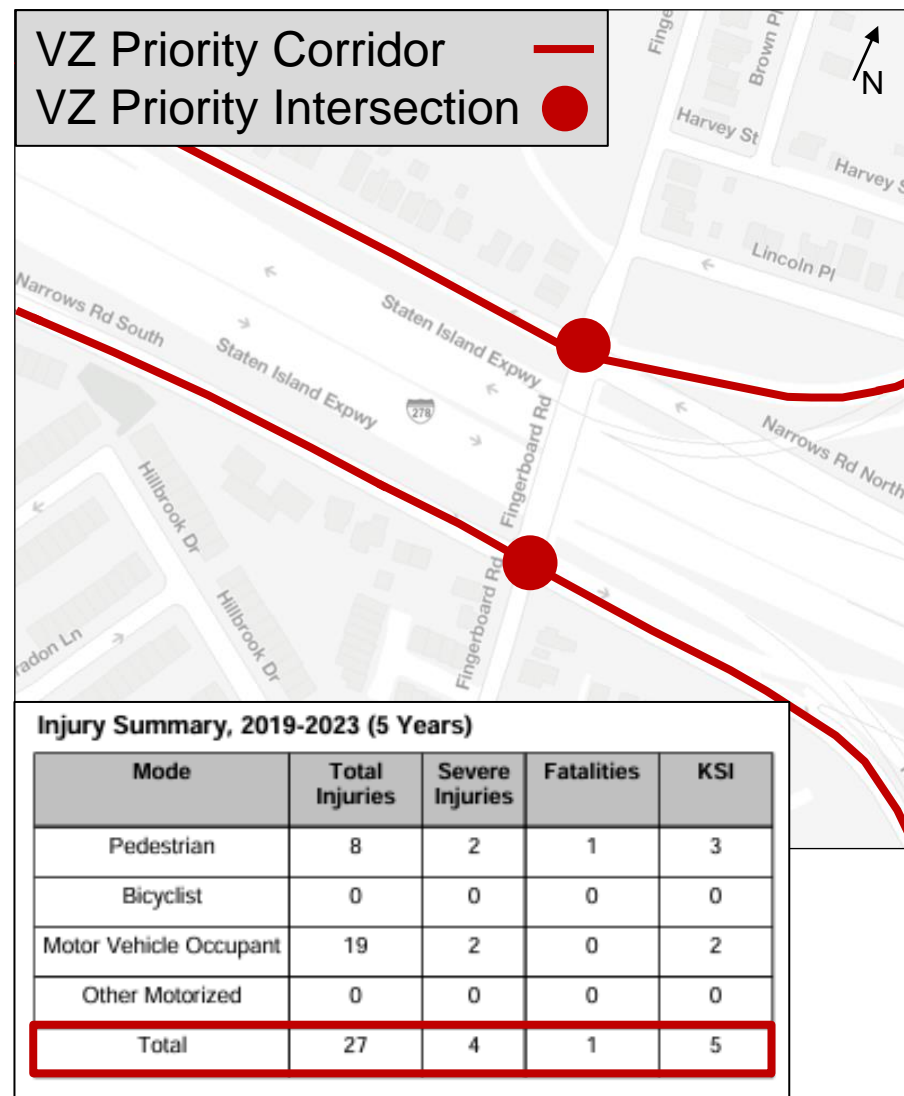 VZ Priority Corridor
VZ Priority Intersection
N
Brown Pl
Harvey St
Harvey
Lincoln Pl
Narrows Rd South
Staten Island Expwy
Staten Island Expwy
278
Fingerboard Rd
Narrows Rd North
Hillbrook Dr
Hillbrook Dr
Fingerboard Rd
Injury Summary, 2019-2023 (5 Years)
Mode Total Injuries Severe Injuries Fatalities KSI
Pedestrian 8 2 1 3
Bicyclist 0 0 0 0
Motor Vehicle Occupant 19 2 0 2
Other Motorized 0 0 0 0
Total 27 4 1 5